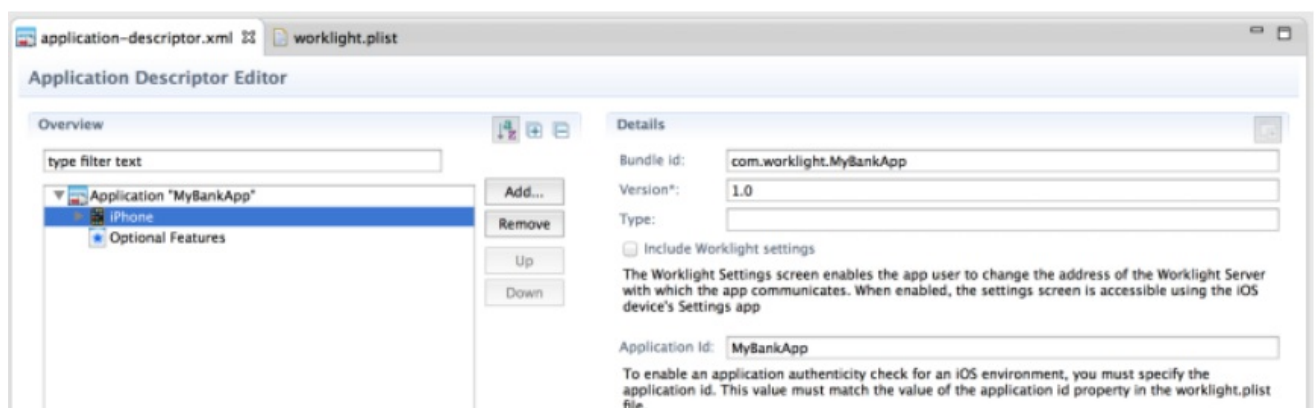 application-descriptor.xml worklight.plist
Application Descriptor Editor
Overview
type filter text
Application "MyBankApp"
iPhone
Optional Features
Add...
Remove
Up
Down
Details
Bundle id: com.worklight.MyBankApp
Version*: 1.0
Type:
Include Worklight settings
The Worklight Settings screen enables the app user to change the address of the Worklight Server
with which the app communicates. When enabled, the settings screen is accessible using the iOS
device's Settings app
Application Id: MyBankApp
To enable an application authenticity check for an iOS environment, you must specify the
application id. This value must match the value of the application id property in the worklight.plist
file